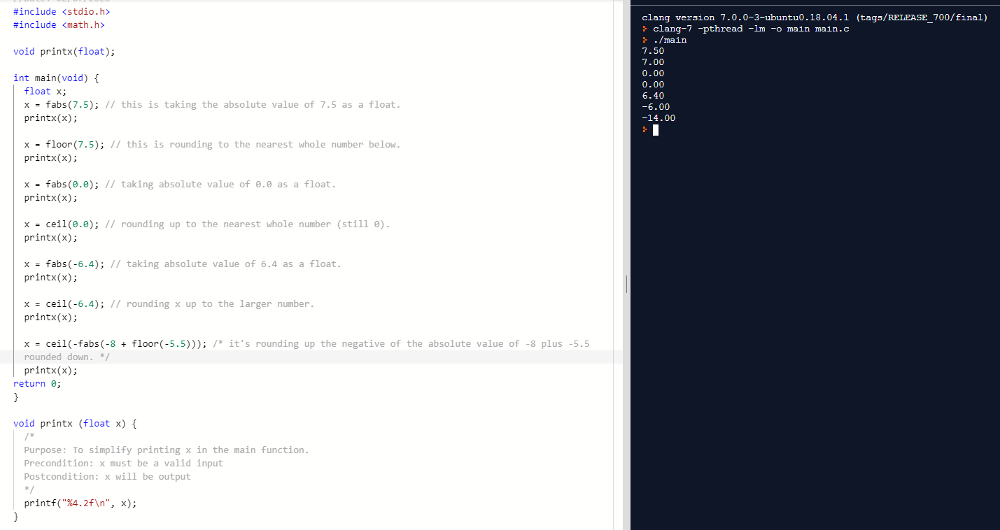 #include <stdio.h>
#include <math.h>
void printx(float);
int main(void) {
float x;
x = fabs(7.5); // this is taking the absolute value of 7.5 as a float.
printx(x);
x = floor(7.5); // this is rounding to the nearest whole number below.
printx(x);
x = fabs(0.0); // taking absolute value of 0.0 as a float.
printx(x);
x = ceil(0.0); // rounding up to the nearest whole number (still 0).
printx(x);
x = fabs(-6.4); // taking absolute value of 6.4 as a float.
printx(x);
x = ceil(-6.4); // rounding x up to the larger number.
printx(x);
x = ceil(-fabs(-8 + floor(-5.5))); /* it's rounding up the negative of the absolute value of -8 plus -5.5
rounded down. */
printx(x);
return 0;
}
void printx (float x) {
/*
Purpose: To simplify printing x in the main function.
Precondition: x must be a valid input
Postcondition: x will be output
*/
printf("%4.2f\n", x);
}
clang version 7.0.0-3~ubuntu0.18.04.1 (tags/RELEASE_700/final)
> clang-7 -pthread -lm -o main main.c
> ./main
7.50
7.00
0.00
0.00
6.40
-6.00
-14.00
>